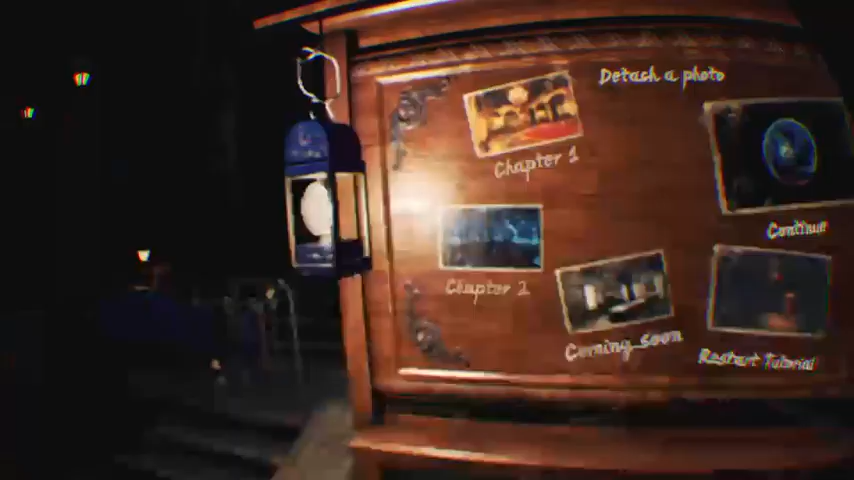 Detach a photo
Chapter 1
Continue
Chapter 2
Coming soon
Restart Tutorial